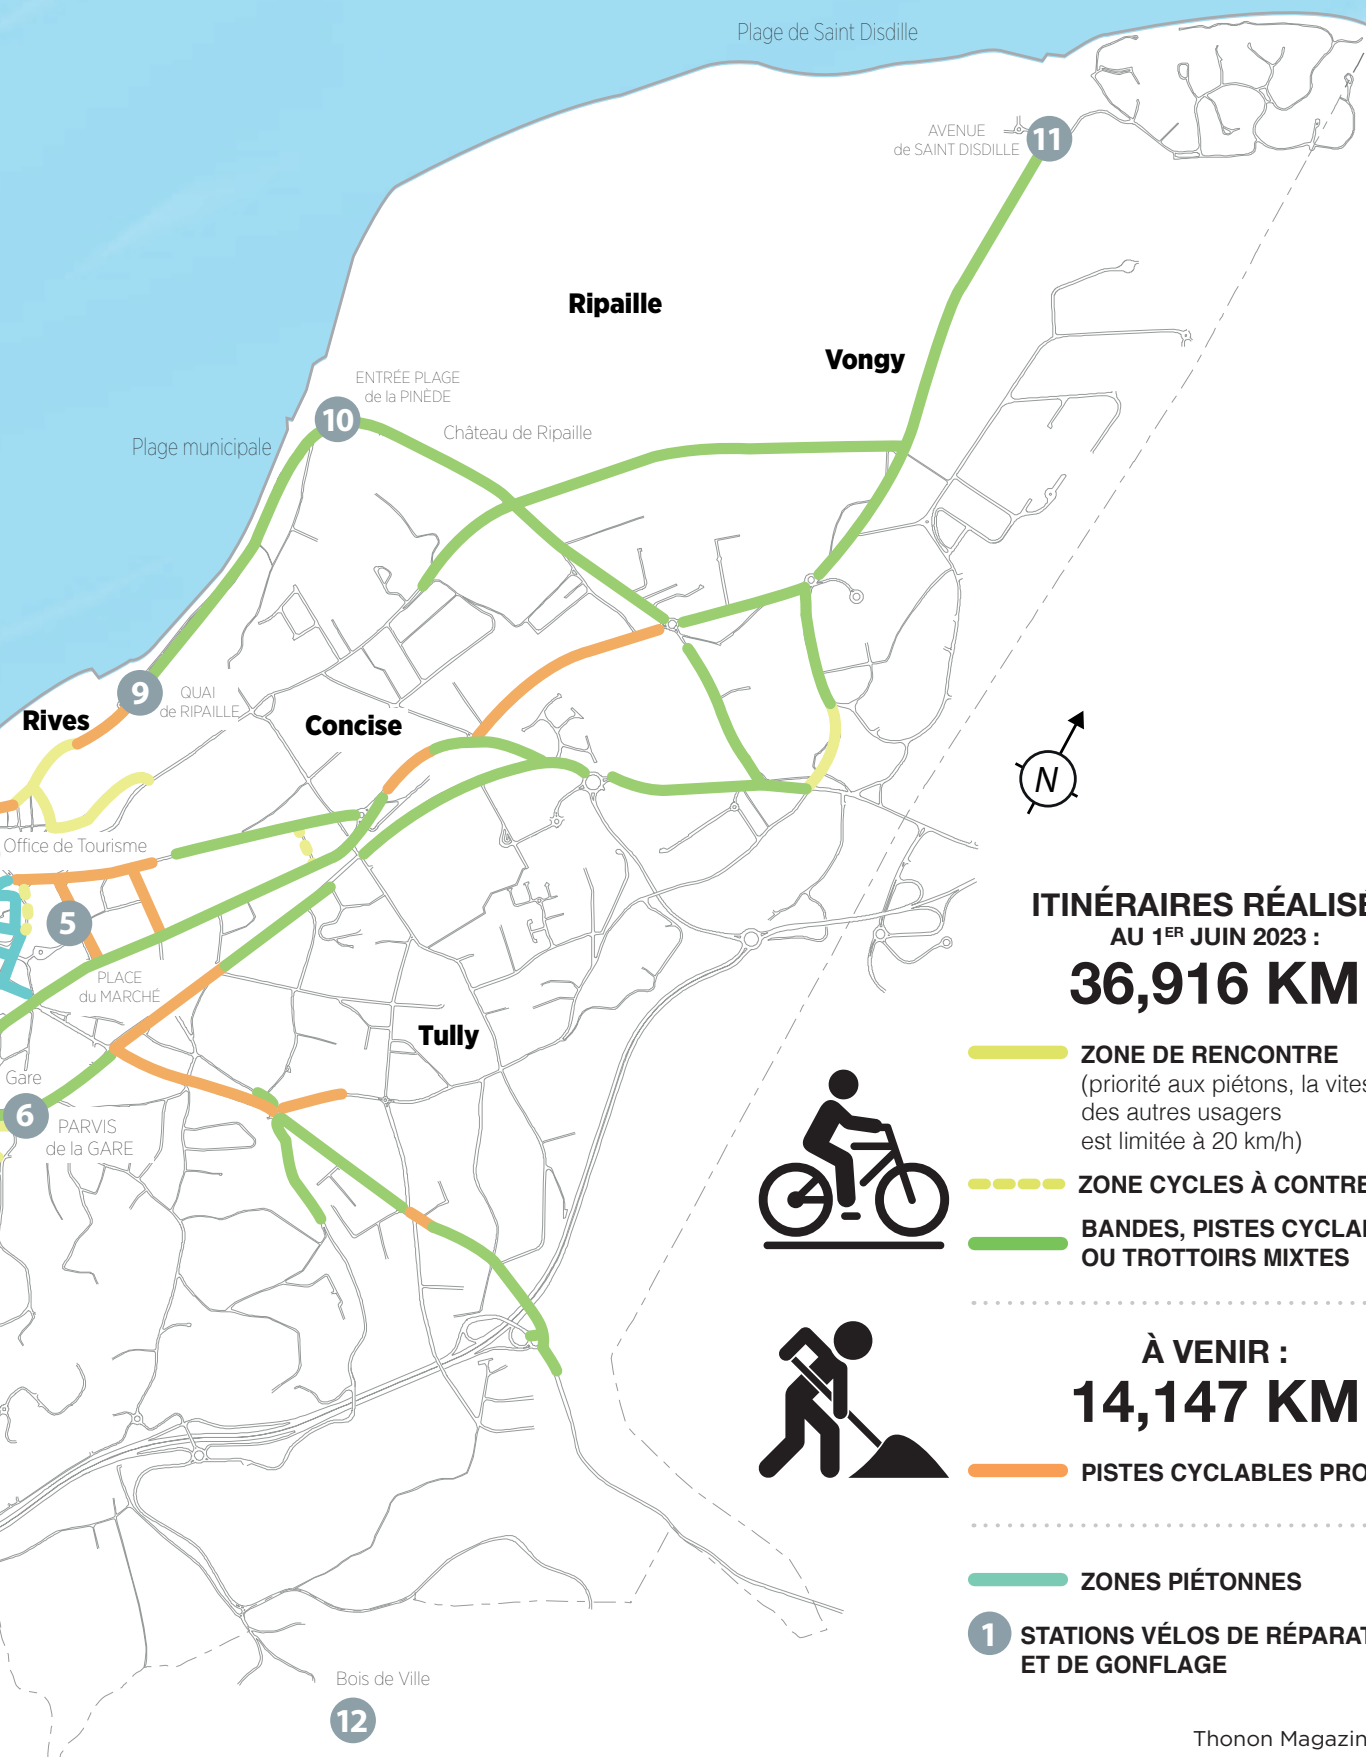 Plage de Saint Disdille
AVENUE
de SAINT DISDILLE
11
Ripaille
Vongy
ENTRÉE PLAGE
de la PINÈDE
10
Château de Ripaille
Plage municipale
9
QUAI
de RIPAILLE
Rives
Concise
N
Office de Tourisme
5
PLACE
du MARCHÉ
Tully
Gare
6
PARVIS
de la GARE
Bois de Ville
12
ITINÉRAIRES RÉALISÉ
AU 1ER JUIN 2023 :
36,916 KM
ZONE DE RENCONTRE
(priorité aux piétons, la vites
des autres usagers
est limitée à 20 km/h)
ZONE CYCLES À CONTRE
BANDES, PISTES CYCLA
OU TROTTOIRS MIXTES
À VENIR :
14,147 KM
PISTES CYCLABLES PRO
ZONES PIÉTONNES
1
STATIONS VÉLOS DE RÉPARAT
ET DE GONFLAGE
Thonon Magazin